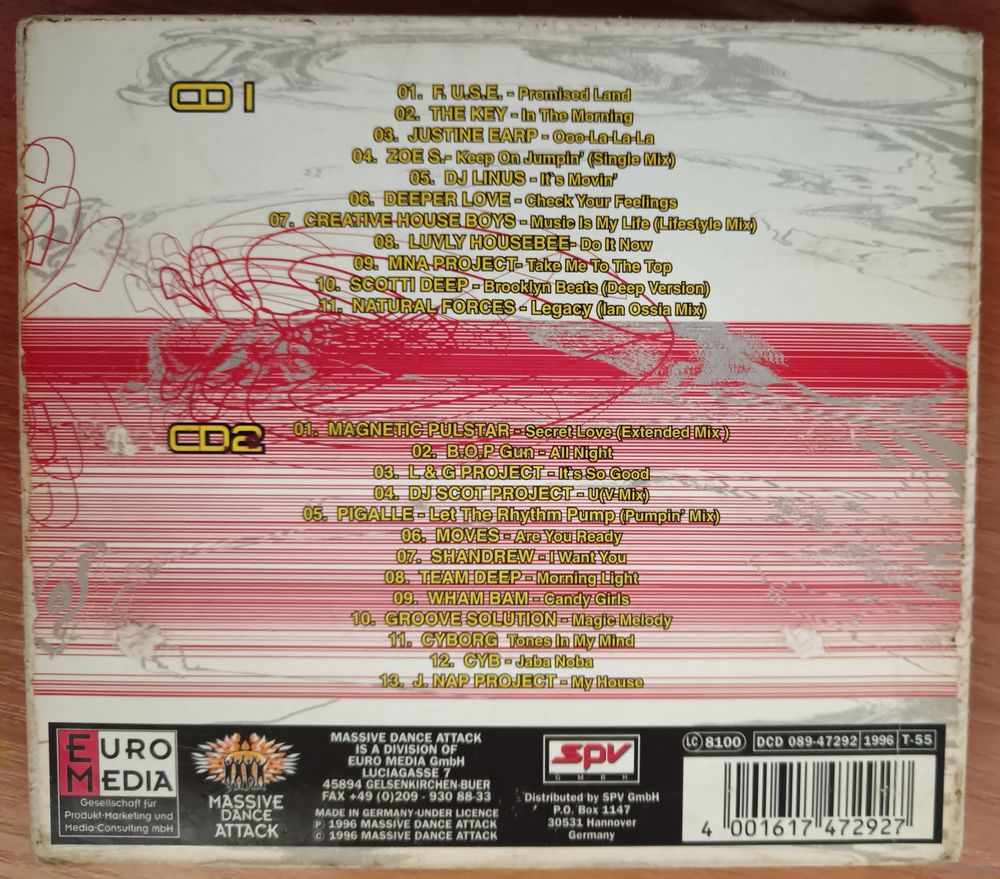 CD 1
01. F. U.S.E. - Promised Land
02. THE KEY - In The Morning
03. JUSTINE EARP - Ooo-La-La-La
04. ZOE S.- Keep On Jumpin' (Single Mix)
05. DJ LINUS - It`s Movin'
06. DEEPER LOVE - Check Your Feelings
07. CREATIVE HOUSE BOYS - Music Is My Life (Lifestyle Mix)
08. LUVLY HOUSEBEE- Do It Now
09. MNA PROJECT- Take Me To The Top
10. SCOTTI DEEP - Brooklyn Beats (Deep Version)
11. NATURAL FORCES - Legacy (Ian Ossia Mix)
CD2
01. MAGNETIC PULSTAR - Secret Love (Extended Mix )
02. B.O.P Gun - All Night
03. L & G PROJECT - It`s So Good
04. DJ SCOT PROJECT - U(V-Mix)
05. PIGALLE - Let The Rhythm Pump (Pumpin' Mix)
06. MOVES - Are You Ready
07. SHANDREW - I Want You
08. TEAM DEEP - Morning Light
09. WHAM BAM - Candy Girls
10. GROOVE SOLUTION - Magic Melody
11. CYBORG Tones In My Mind
12. CYB - Jaba Noba
13. J. NAP PROJECT - My House
EURO
MEDIA
Gesellschaft für
Produkt-Marketing und
Media-Consulting mbH
MASSIVE
DANCE
ATTACK
MASSIVE DANCE ATTACK
IS A DIVISION OF
EURO MEDIA GmbH
LUCIAGASSE 7
45894 GELSENKIRCHEN-BUER
FAX +49 (0)209 - 930 88-33
MADE IN GERMANY-UNDER LICENCE
P 1996 MASSIVE DANCE ATTACK
© 1996 MASSIVE DANCE ATTACK
SPV
GMBH
Distributed by SPV GmbH
P.O. Box 1147
30531 Hannover
Germany
LC 8100 DCD 089-47292 1996 T-55
4 001617 472927